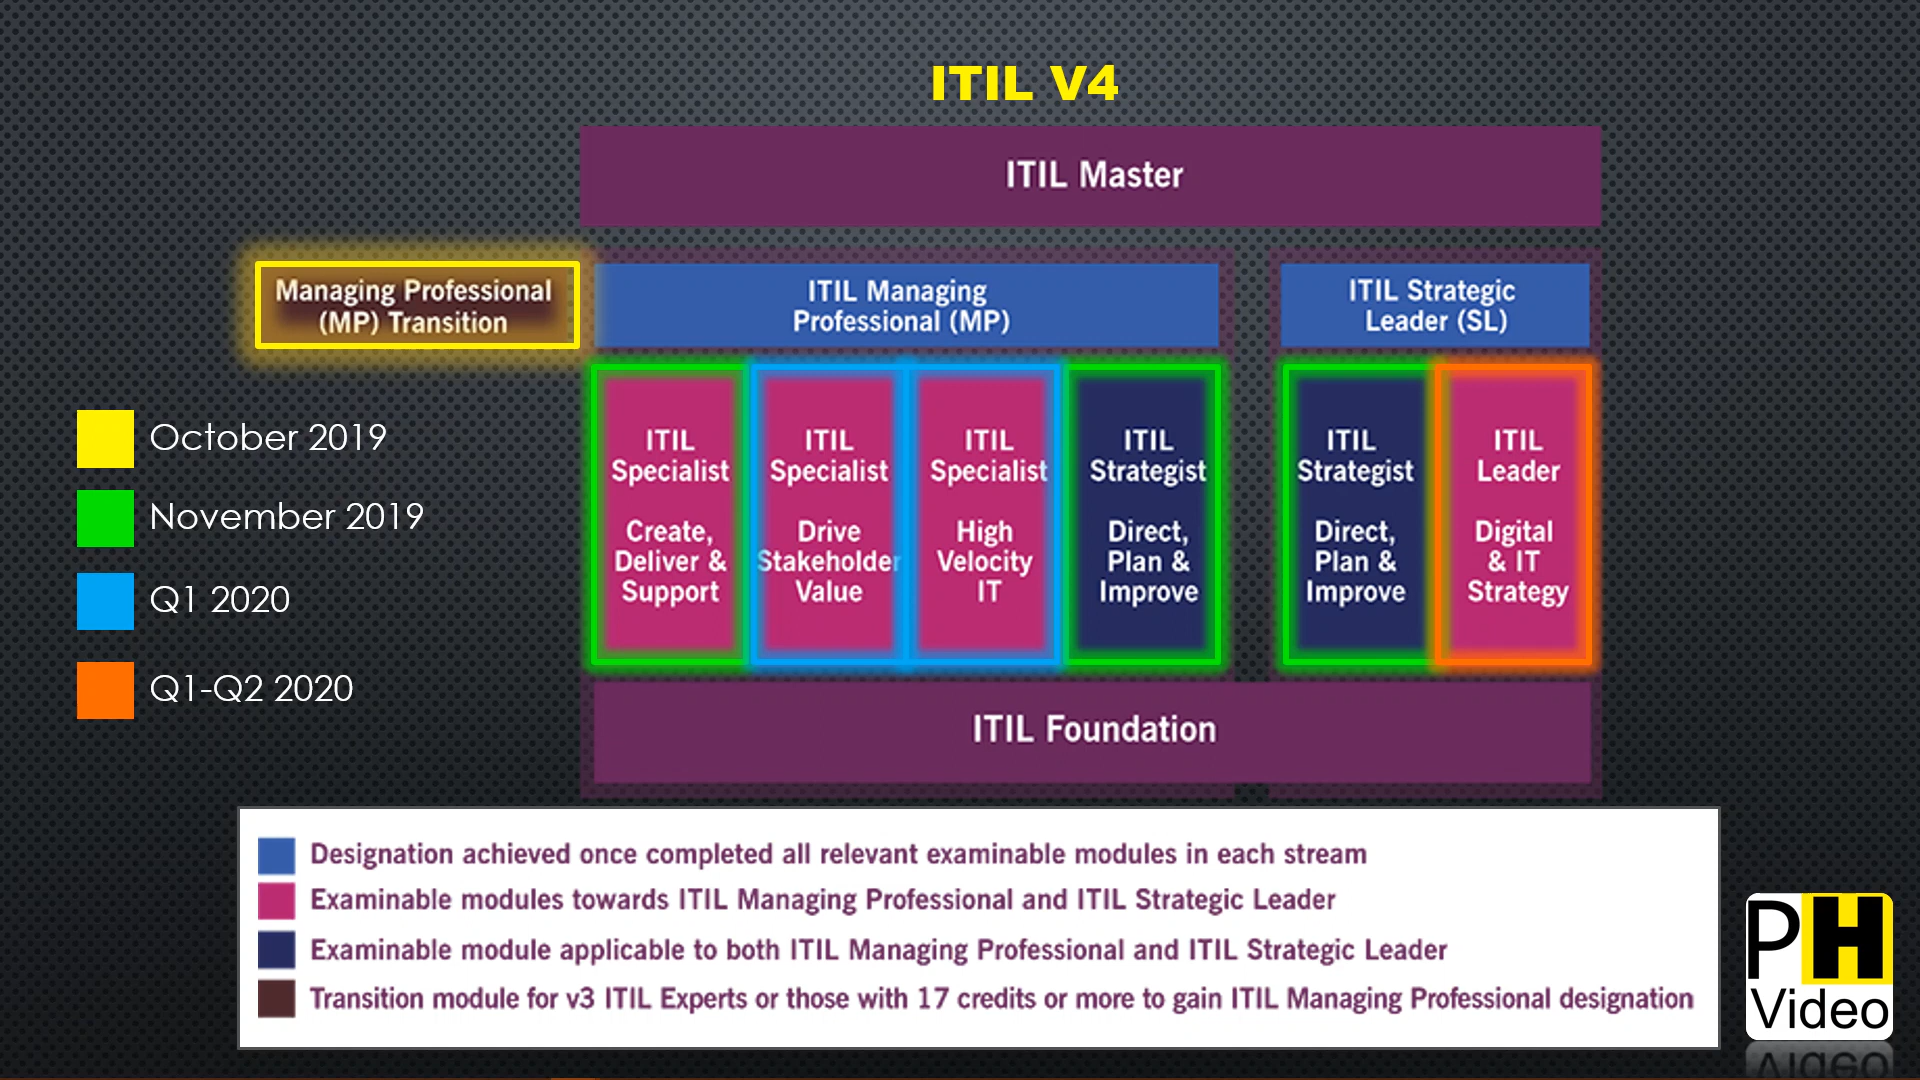 ITIL V4
ITIL Master
Managing Professional
(MP) Transition
ITIL Managing
Professional (MP)
ITIL Strategic
Leader (SL)
October 2019
November 2019
Q1 2020
Q1-Q2 2020
ITIL
Specialist
Create,
Deliver &
Support
ITIL
Specialist
Drive
Stakeholder
Value
ITIL
Specialist
High
Velocity
IT
ITIL
Strategist
Direct,
Plan &
Improve
ITIL
Strategist
Direct,
Plan &
Improve
ITIL
Leader
Digital
& IT
Strategy
ITIL Foundation
Designation achieved once completed all relevant examinable modules in each stream
Examinable modules towards ITIL Managing Professional and ITIL Strategic Leader
Examinable module applicable to both ITIL Managing Professional and ITIL Strategic Leader
Transition module for v3 ITIL Experts or those with 17 credits or more to gain ITIL Managing Professional designation
PH
Video